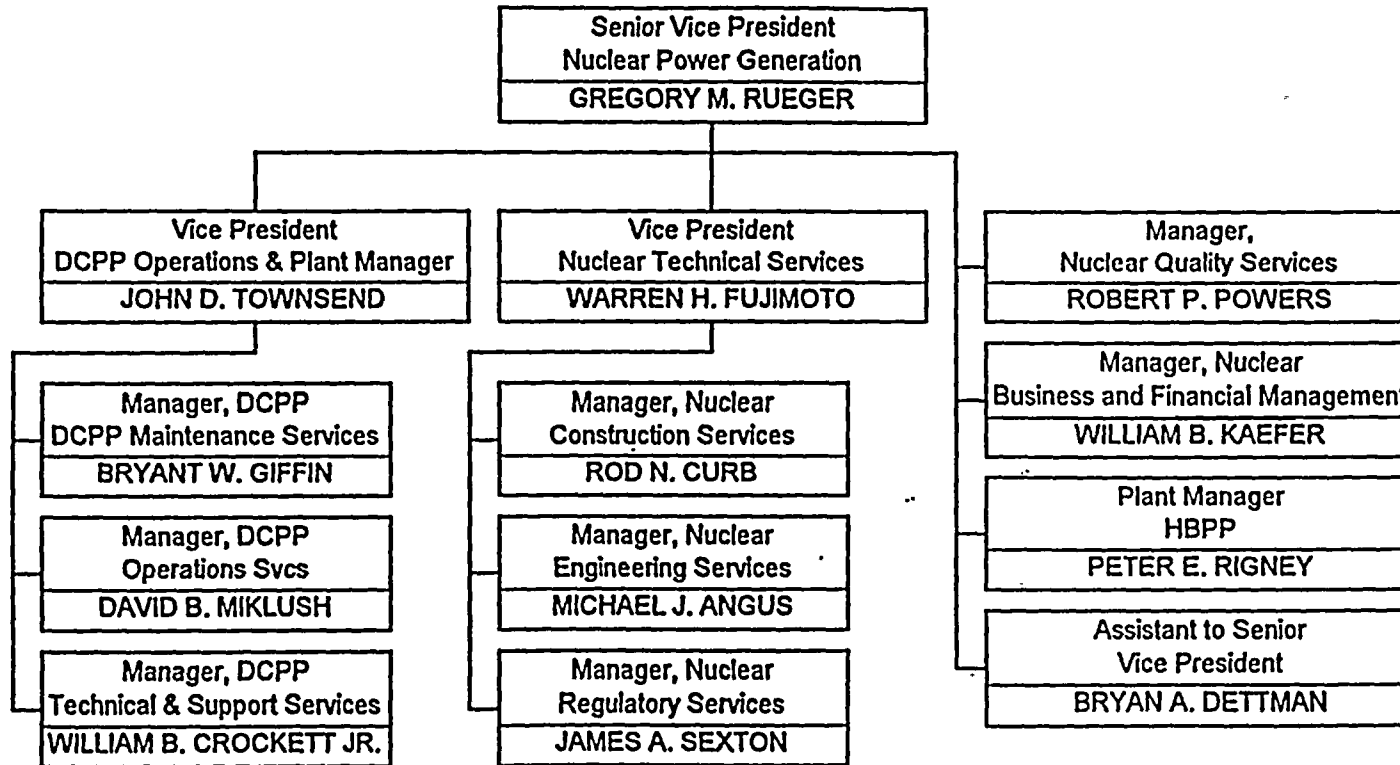 Senior Vice President
Nuclear Power Generation
GREGORY M. RUEGER
Vice President
DCPP Operations & Plant Manager
JOHN D. TOWNSEND
Manager, DCPP
DCPP Maintenance Services
BRYANT W. GIFFIN
Manager, DCPP
Operations Svcs
DAVID B. MIKLUSH
Manager, DCPP
Technical & Support Services
WILLIAM B. CROCKETT JR.
Vice President
Nuclear Technical Services
WARREN H. FUJIMOTO
Manager, Nuclear
Construction Services
ROD N. CURB
Manager, Nuclear
Engineering Services
MICHAEL J. ANGUS
Manager, Nuclear
Regulatory Services
JAMES A. SEXTON
Manager,
Nuclear Quality Services
ROBERT P. POWERS
Manager, Nuclear
Business and Financial Management
WILLIAM B. KAEFER
Plant Manager
HBPP
PETER E. RIGNEY
Assistant to Senior
Vice President
BRYAN A. DETTMAN